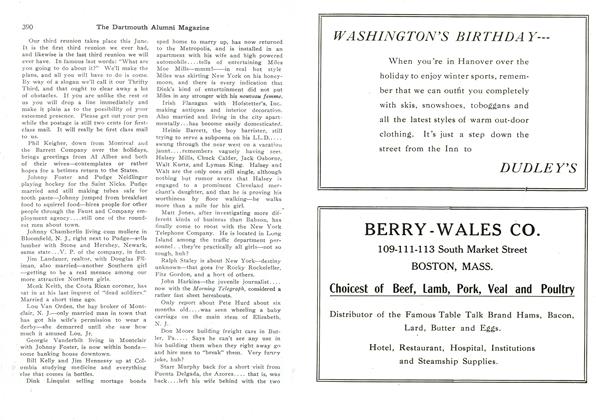 390
The Dartmouth Alumni Magazine
Our third reunion takes place this June.
It is the first third reunion we ever had,
and likewise is the last third reunion we will
ever have. In famous last words: "What are
you going to do about it?" We'll make the
plans, and all you will have to do is come.
By way of a slogan we'll call it our Thrifty
Third, and that ought to clear away a lot
of obstacles. If you are unlike the rest or
us you will drop a line immediately and
make it plain as to the possibility of your
esteemed presence. Please get out your pen
while the postage is still two cents for first-
class mail. It will really be first class mail
to us.
Phil Keigher, down from Montreal and
the Barrett Company over the holidays,
brings greetings from Al Albee and both
of their wives—contemplates or rather
hopes for a betimes return to the States.
Johnny Foster and Pudge Neidlinger
playing hockey for the Saint Nicks. Pudge
married and still making tubes safe for
tooth paste—Johnny jumped from breakfast
food to squirrel food—hires people for other
people through the Faust and Company em-
ployment agency....still one of the round-
est men about town.
Johnny Chamberlin living com moliere in
Bloomfield, N. J., right next to Pudge—sells
lumber with Stone and Hershey, Newark,
same state....V. P. of the company, in fact.
Jim Landauer, realtor, with Douglas El-
liman, also married—another Southern girl
—getting to be a real menace among our
more attractive Northern girls.
Monk Keith, the Costa Rican coroner, has
sat in at his last inquest of "dead soldiers."
Married a short time ago.
Lou Van Orden, the hay broker of Mont-
clair, N. J.—only married man in town that
has got his wife's permission to wear a
derby—she demurred until she saw how
much it amused Lou, Jr.
Georgie Vanderbilt living in Montclair
with Johnny Foster, is now within bonds—
some banking house downtown.
Bill Kelly and Jim Hennessy up at Col-
umbia studying medicine and everything
else that comes in bottles.
Dink Linquist selling mortgage bonds
sped home to marry up, has now returned
to the Metropolis, and is installed in an
apartment with his wife and high powered
automobile....tells of entertaining Miles
Moe Mills—mmm!—in real hot style
Miles was skirting New York on his honey-
moon, and there is every indication that
Dink's kind of entertainment did not put
Miles in any stronger with his nouveau femme.
Irish Flanigan with Hofstetter's, Inc.,
making antiques and interior decoration.
Also married and living in the city apart-
mentally....has become easily domesticated.
Heinie Barrett, the boy barrister, still
trying to serve a subpoena on his LL.D....
swung through the near west on a vacation
jaunt....remembers vaguely having seen
Halsey Mills, Chuck Calder, Jack Osborne,
Walt Kurtz, and Lyman King. Halsey and
Walt are the only ones still single, although
nothing but rumor avers that Halsey is
engaged to a prominent Cleveland mer-
chant's daughter, and that he is proving his
worthiness by floor walking—he walks
more than a mile for his girl.
Matt Jones, after investigating more dif-
ferent kinds of business than Babson, has
finally come to roost with the New York
Telephone Company. He is located in Long
Island among the traffic department per-
sonnel....they're practically all girls—not so
tough, huh?
Ralph Staley is about New York—destiny
unknown—that goes for Rocky Rockefeller,
Fitz Gordon, and a host of others.
John Harkins—the juvenile journalist....
now with the Morning Telegraph, considered a
rather fast sheet breezabouts.
Only report about Pete Hurd about six
months old....was seen wheeling a baby
carriage on the main stem of Elizabeth,
N. J.
Don Moore building freight cars in But-
ler, Pa.... Says he can't see any use in
his building them when they right away go
and hire men to "break" them. Very funny
joke, huh?
Starr Murphy back for a short visit from
Puenta Delgada, the Azores.... that is, was
back....left his wife behind with the two
WASHINGTON'S BIRTHDAY---
When you're in Hanover over the
holiday to enjoy winter sports, remem-
ber that we can outfit you completely
with skis, snowshoes, toboggans and
all the latest styles of warm out-door
clothing. It's just a step down the
street from the Inn to
DUDLEY'S
BERRY-WALES CO.
109-111-113 South Market Street
BOSTON, MASS.
Choicest of Beef, Lamb, Pork, Veal and Poultry
Distributor of the Famous Table Talk Brand Hams, Bacon,
Lard, Butter and Eggs.
Hotel, Restaurant, Hospital, Institutions
and Steamship Supplies.